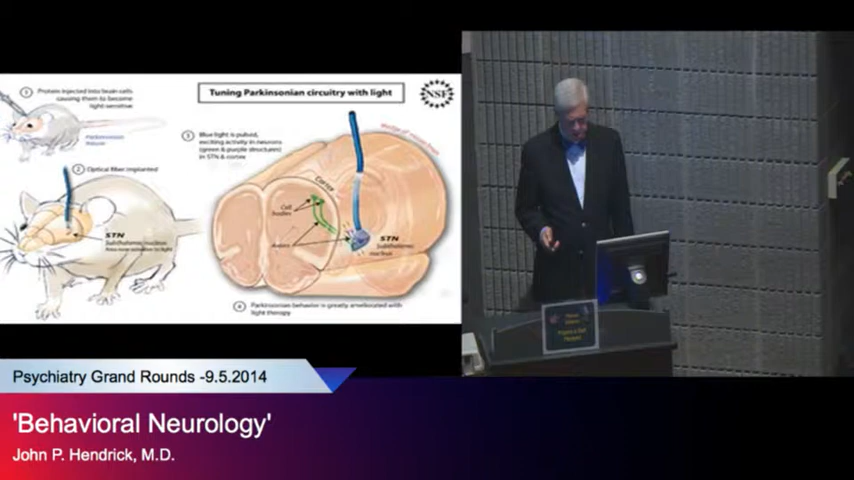 Tuning Parkinsonian circuitry with light
NSF
1 Protein injected into brain cells
causing them to become
light-sensitive
Parkinsonian
mouse
2 Optical fiber implanted
STN
Subthalamic nucleus
3 Blue light is pulsed,
exciting activity in neurons
(green & purple structures)
in STN & cortex
Cortex
Cell
bodies
Axons
STN
Subthalamic
nucleus
4 Parkinsonian behavior is greatly ameliorated with
light therapy
Psychiatry Grand Rounds -9.5.2014
'Behavioral Neurology'
John P. Hendrick, M.D.